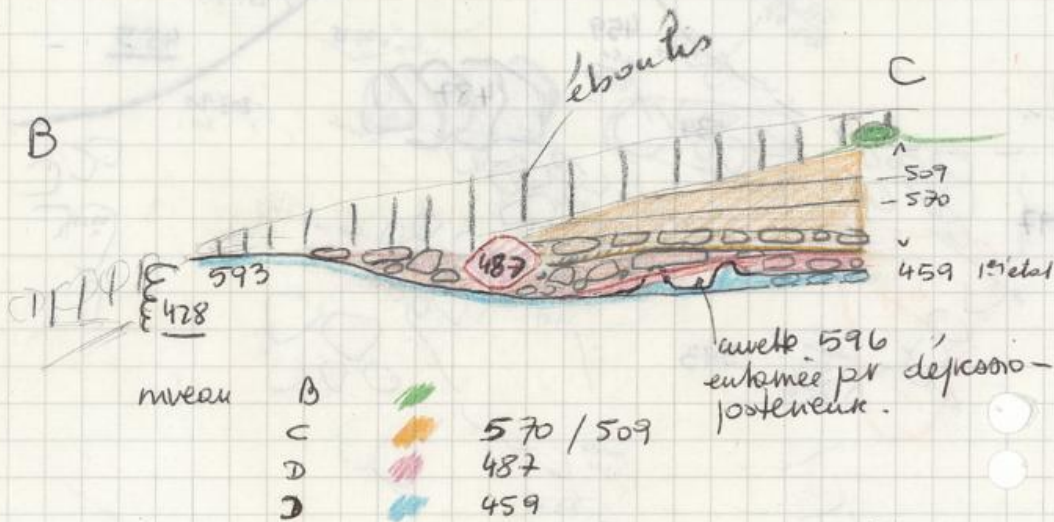 éboulis
C
B
509
570
487
593
459 1er état
428
cuvette 596
entamée pr dépression
postérieure.
niveau B
C 570 / 509
D 487
D 459